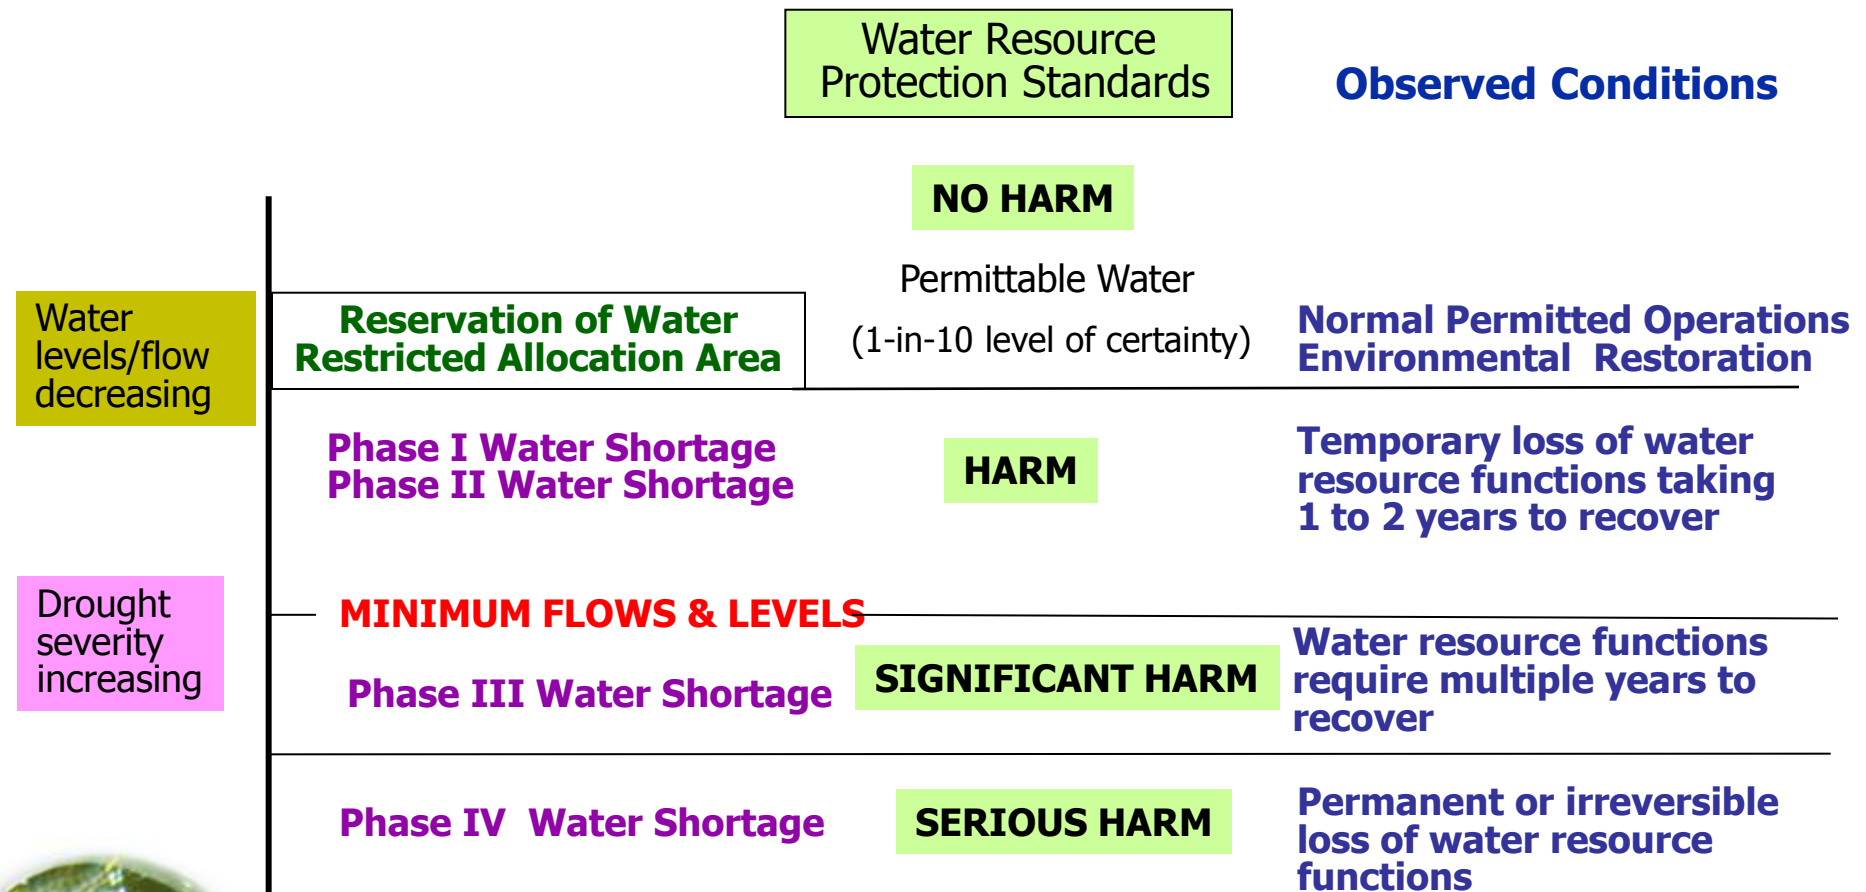 Water Resource
Protection Standards
Observed Conditions
NO HARM
Permittable Water
(1-in-10 level of certainty)
Water
levels/flow
decreasing
Reservation of Water
Restricted Allocation Area
Normal Permitted Operations
Environmental Restoration
Phase I Water Shortage
Phase II Water Shortage
HARM
Temporary loss of water
resource functions taking
1 to 2 years to recover
Drought
severity
increasing
MINIMUM FLOWS & LEVELS
Phase III Water Shortage
SIGNIFICANT HARM
Water resource functions
require multiple years to
recover
Phase IV Water Shortage
SERIOUS HARM
Permanent or irreversible
loss of water resource
functions